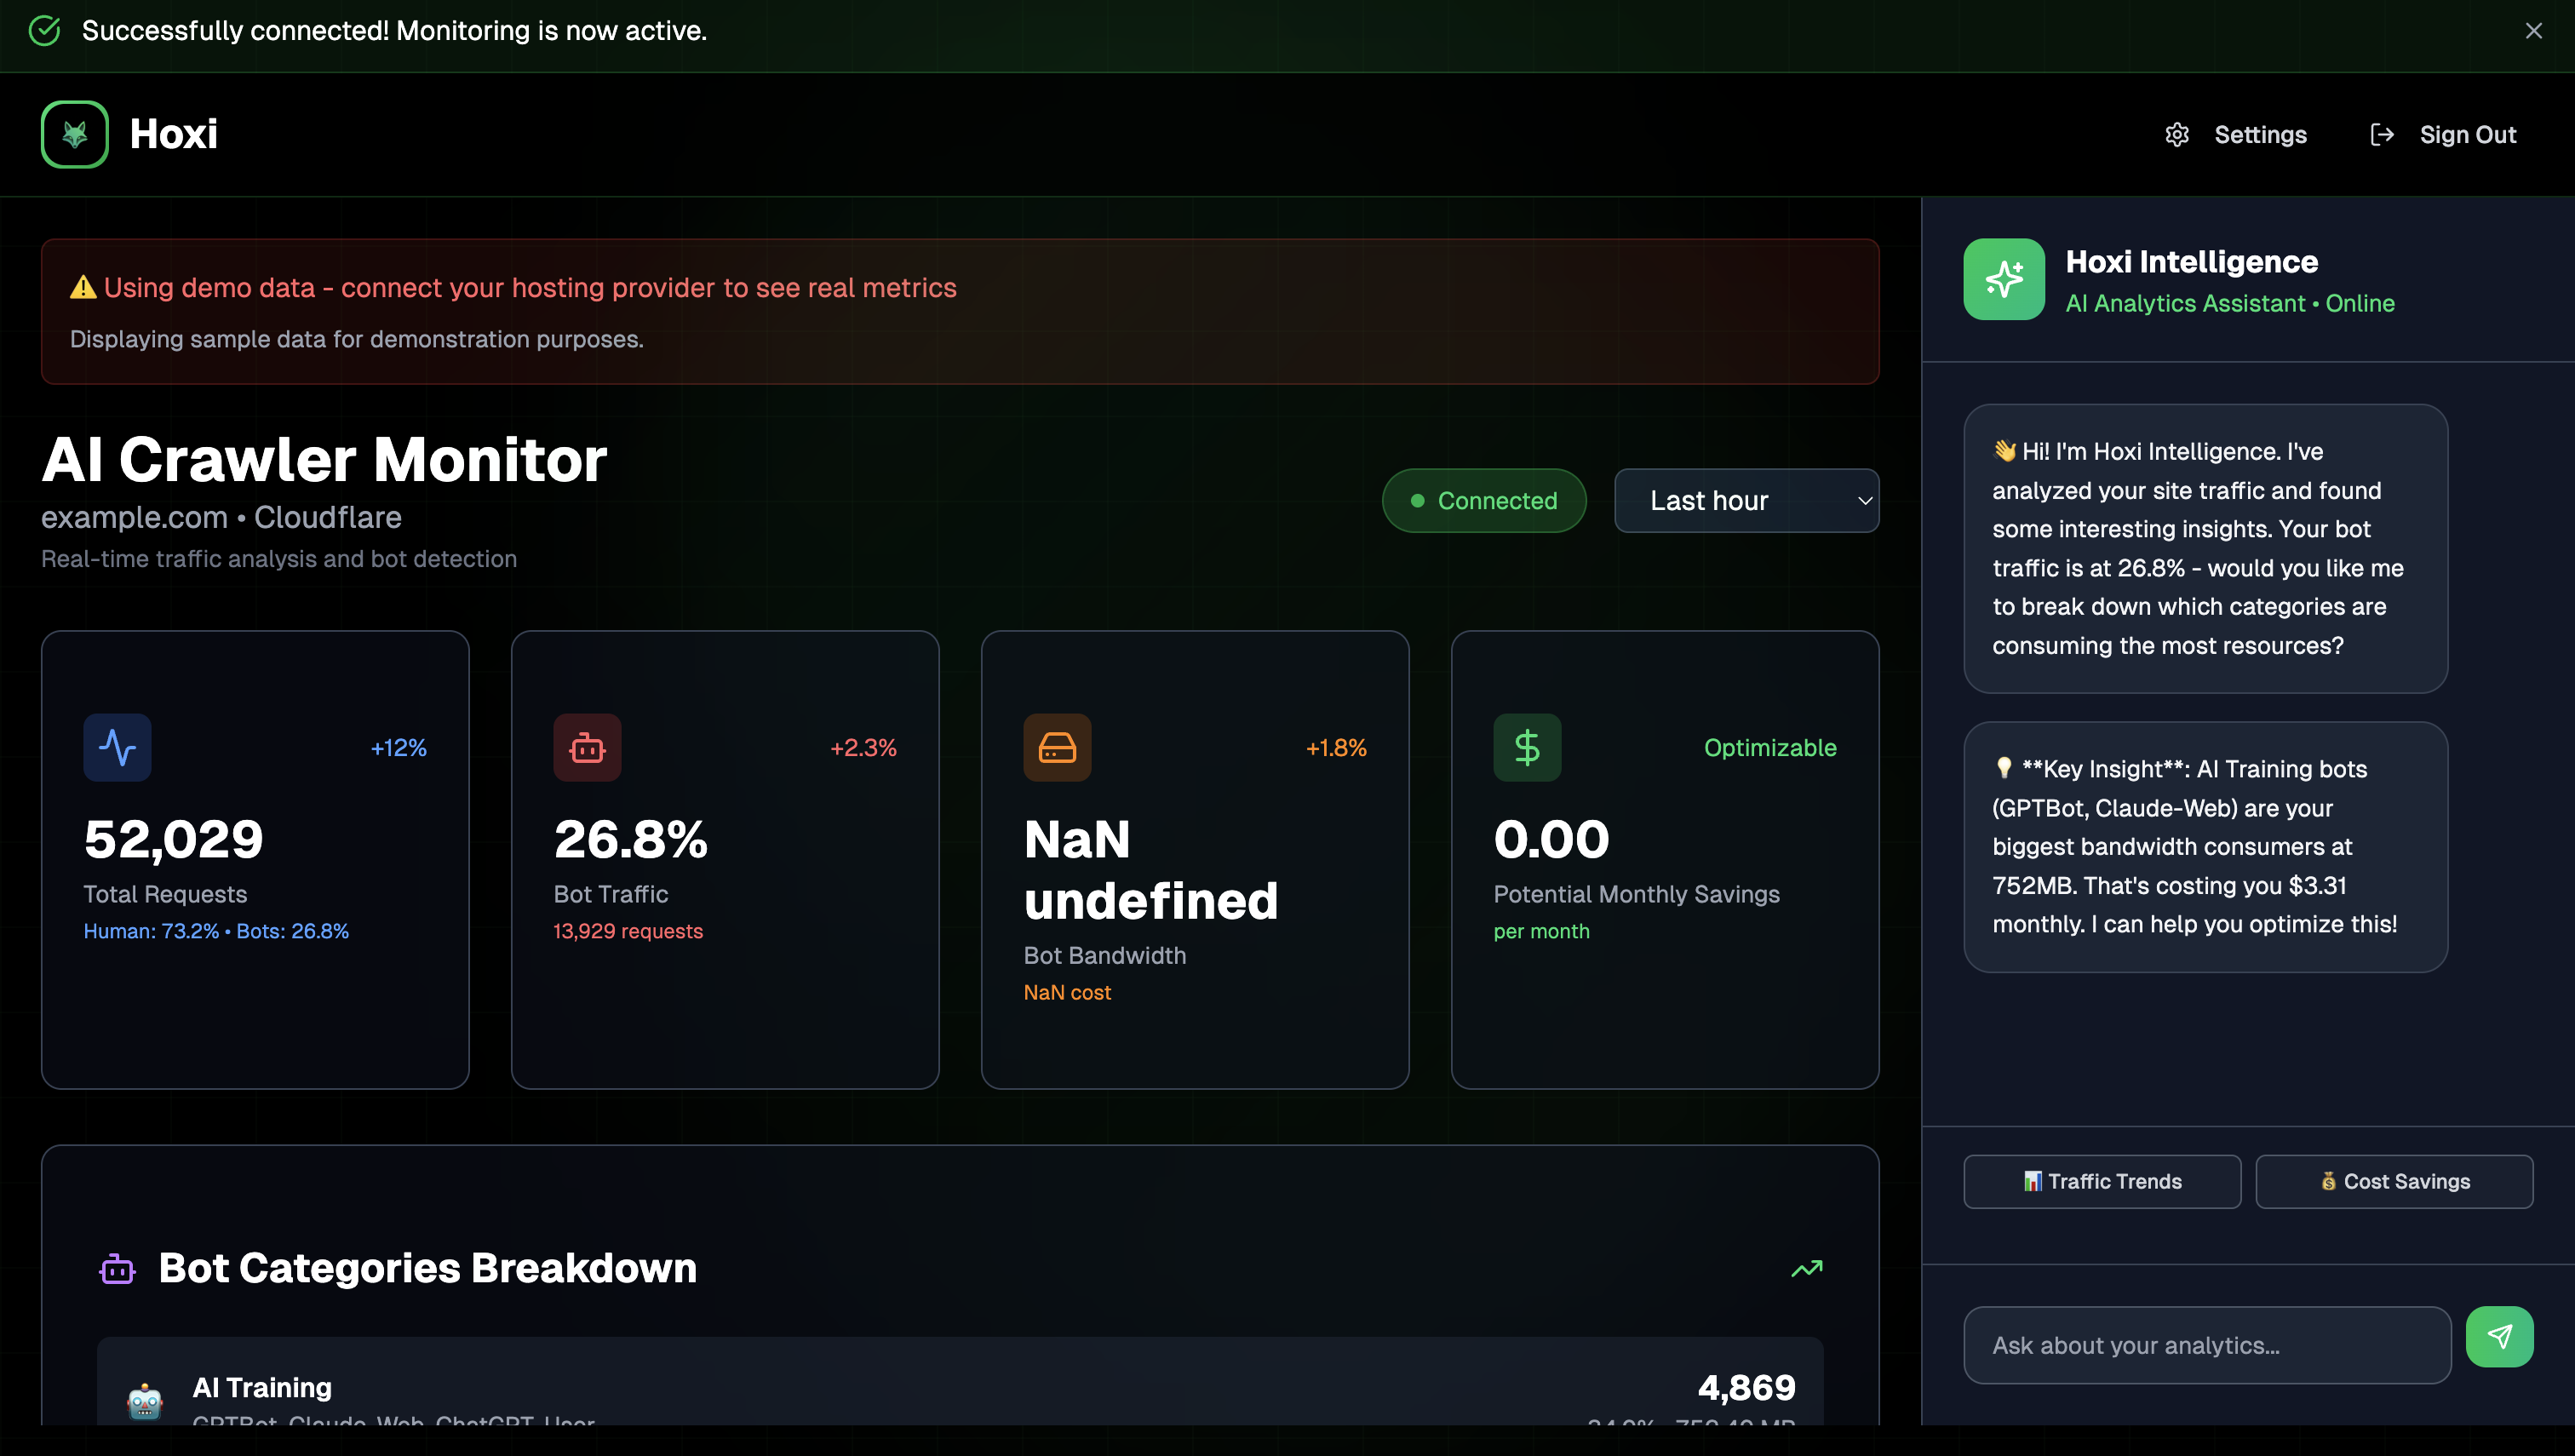 Successfully connected! Monitoring is now active.
Hoxi
Settings
Sign Out
⚠️ Using demo data - connect your hosting provider to see real metrics
Displaying sample data for demonstration purposes.
AI Crawler Monitor
example.com • Cloudflare
Real-time traffic analysis and bot detection
Connected
Last hour
+12%
52,029
Total Requests
Human: 73.2% • Bots: 26.8%
+2.3%
26.8%
Bot Traffic
13,929 requests
+1.8%
NaN
undefined
Bot Bandwidth
NaN cost
Optimizable
0.00
Potential Monthly Savings
per month
Bot Categories Breakdown
AI Training
4,869
GPTBot, Claude-Web, ChatGPT-User
Hoxi Intelligence
AI Analytics Assistant • Online
👋 Hi! I'm Hoxi Intelligence. I've
analyzed your site traffic and found
some interesting insights. Your bot
traffic is at 26.8% - would you like me
to break down which categories are
consuming the most resources?
💡 **Key Insight**: AI Training bots
(GPTBot, Claude-Web) are your
biggest bandwidth consumers at
752MB. That's costing you $3.31
monthly. I can help you optimize this!
📊 Traffic Trends
💰 Cost Savings
Ask about your analytics...